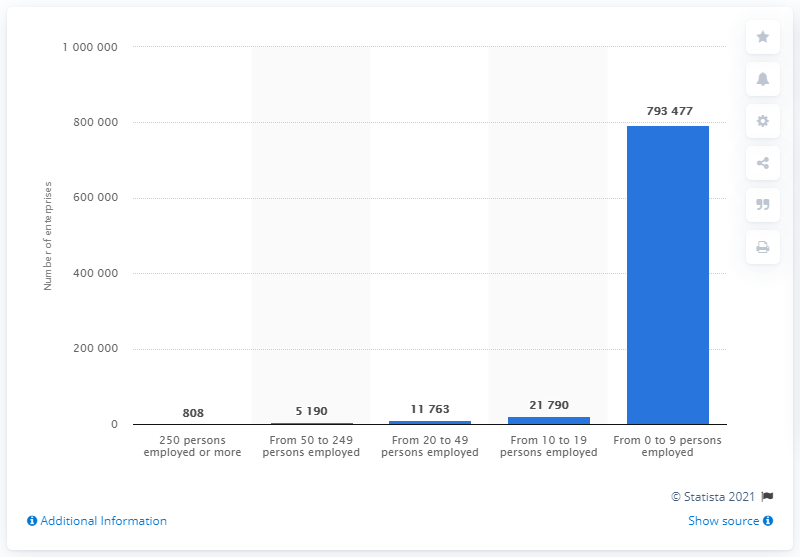 1 000 000
800 000
600 000
400 000
200 000
0
Number of enterprises
808
5 190
11 763
21 790
793 477
250 persons
employed or more
From 50 to 249
persons employed
From 20 to 49
persons employed
From 10 to 19
persons employed
From 0 to 9 persons
employed
© Statista 2021
Additional Information
Show source